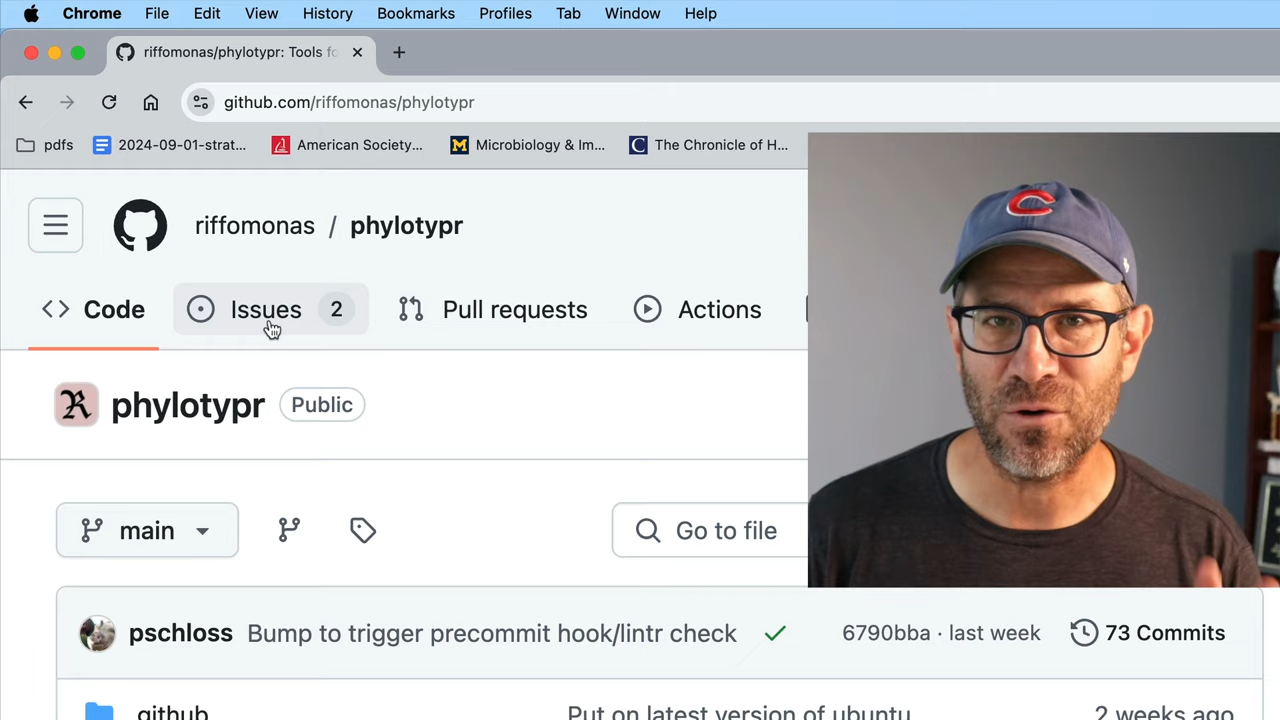 Chrome File Edit View History Bookmarks Profiles Tab Window Help
riffomonas/phylotypr: Tools fo
github.com/riffomonas/phylotypr
pdfs 2024-09-01-strat... American Society... Microbiology & Im... The Chronicle of H...
riffomonas / phylotypr
Code Issues 2 Pull requests Actions
phylotypr Public
main Go to file
pschloss Bump to trigger precommit hook/lintr check 6790bba · last week 73 Commits
.github Put on latest version of ubuntu 2 weeks ago